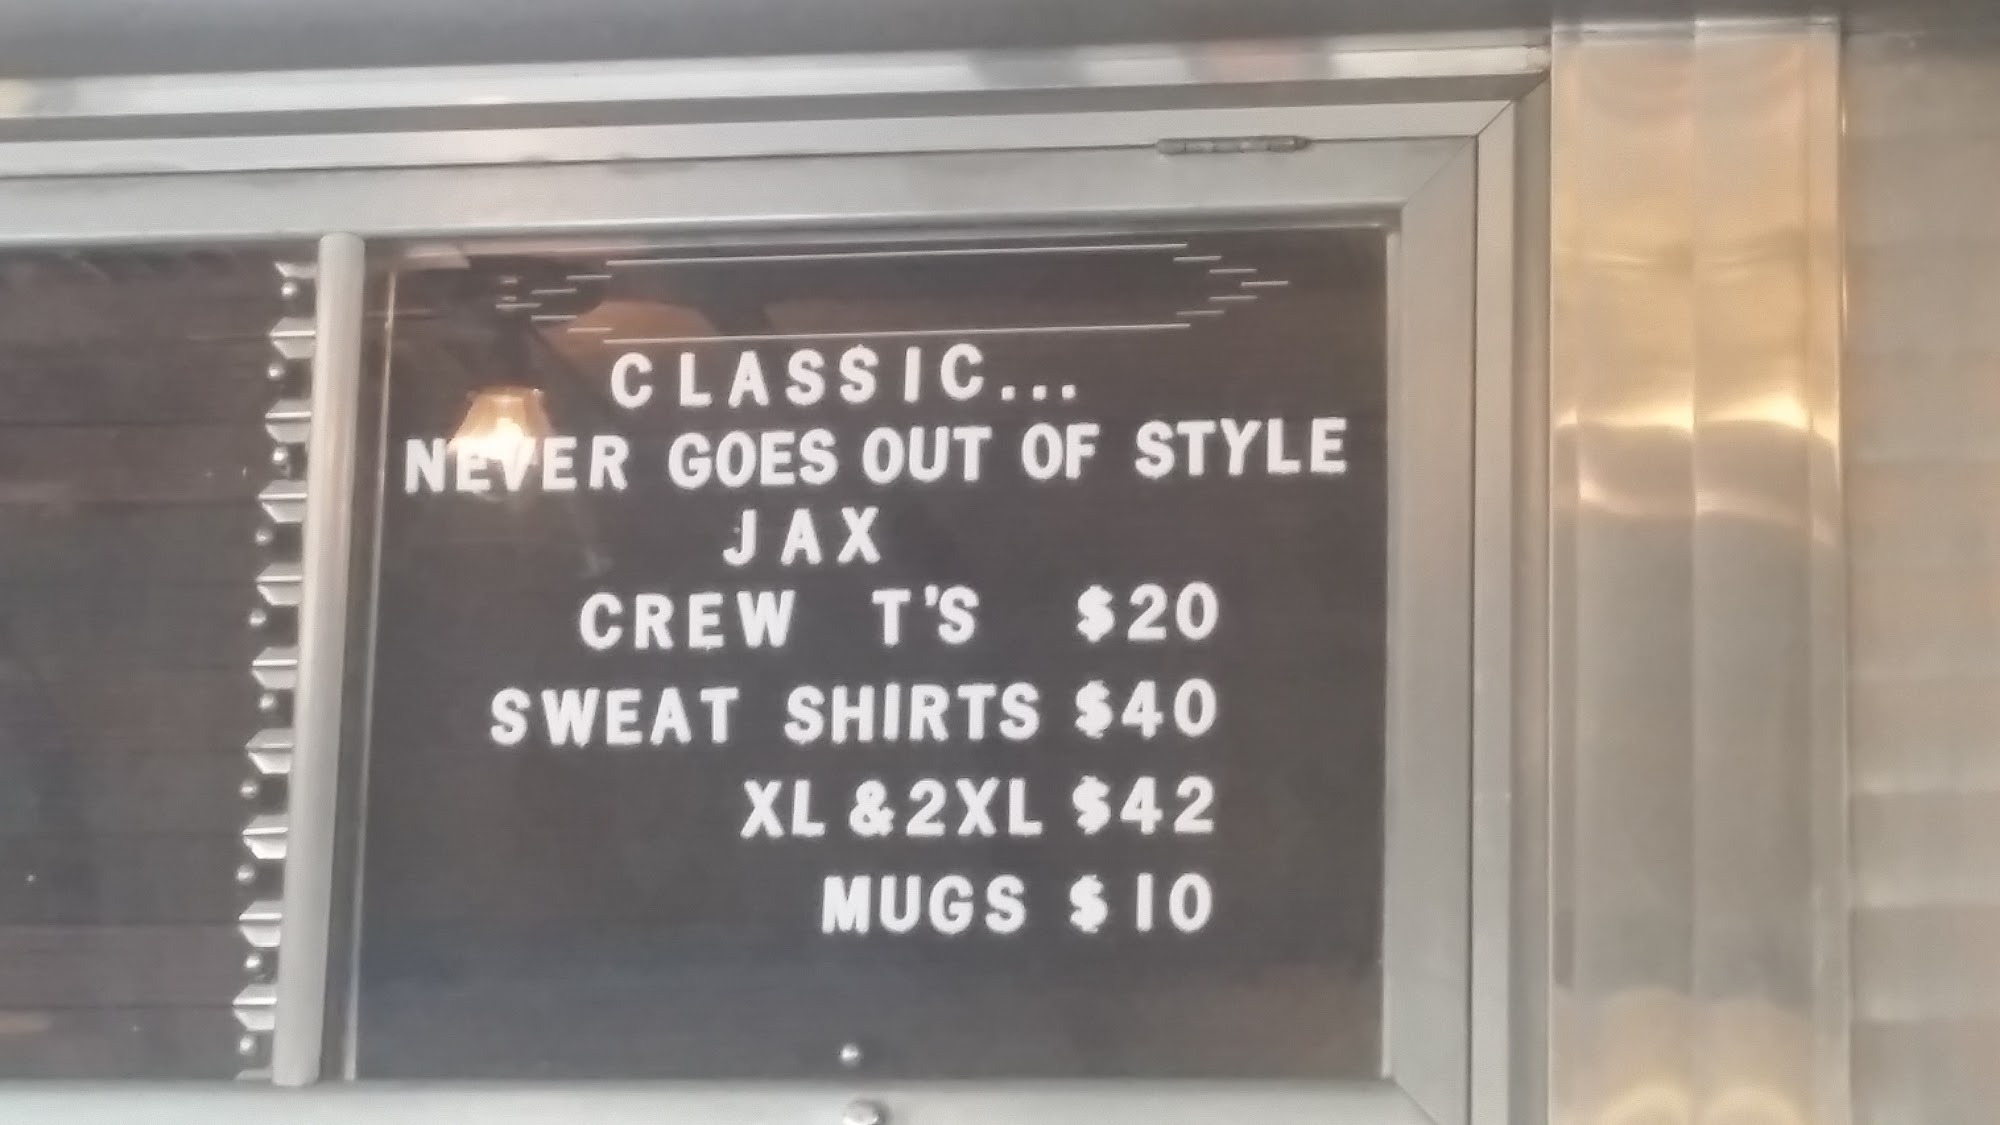 CLASSIC...
NEVER GOES OUT OF STYLE
JAX
CREW T'S $20
SWEAT SHIRTS $40
XL & 2XL $42
MUGS $10